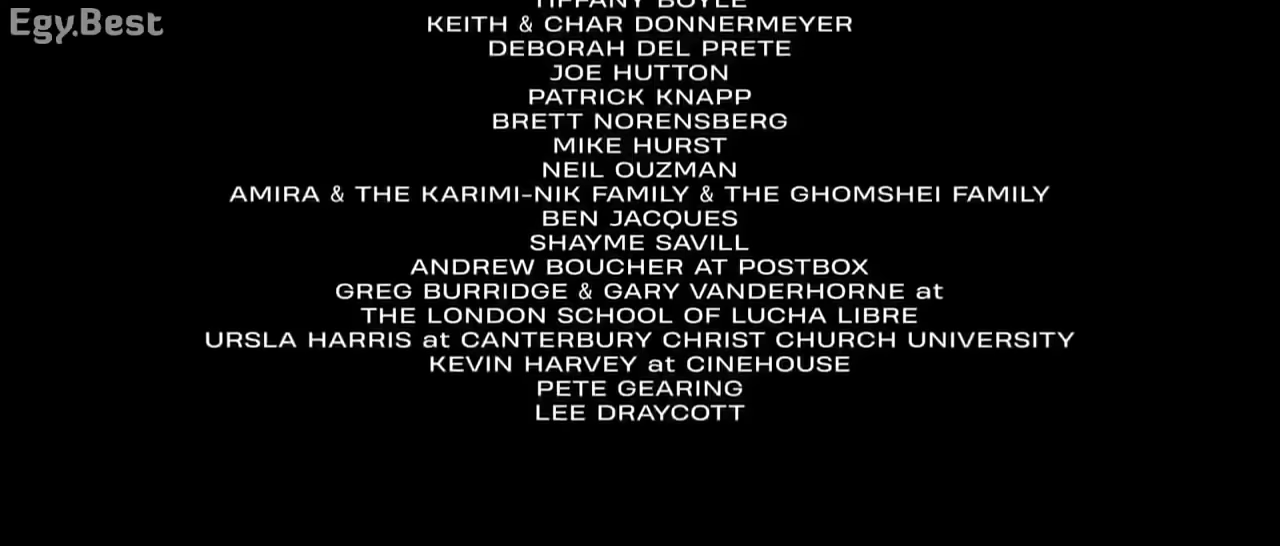 Egy.Best
TIFFANY BOYLE
KEITH & CHAR DONNERMEYER
DEBORAH DEL PRETE
JOE HUTTON
PATRICK KNAPP
BRETT NORENSBERG
MIKE HURST
NEIL OUZMAN
AMIRA & THE KARIMI-NIK FAMILY & THE GHOMSHEI FAMILY
BEN JACQUES
SHAYME SAVILL
ANDREW BOUCHER AT POSTBOX
GREG BURRIDGE & GARY VANDERHORNE at
THE LONDON SCHOOL OF LUCHA LIBRE
URSLA HARRIS at CANTERBURY CHRIST CHURCH UNIVERSITY
KEVIN HARVEY at CINEHOUSE
PETE GEARING
LEE DRAYCOTT